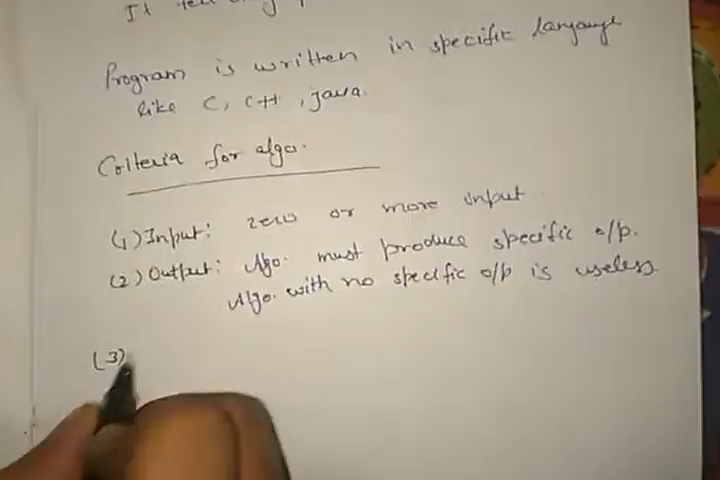 It
Program is written in specific language
like C, C++, java.
Criteria for algo.
(1) Input: zero or more input
(2) Output: Algo. must produce specific o/p.
Algo. with no specific o/p is useless
(3)